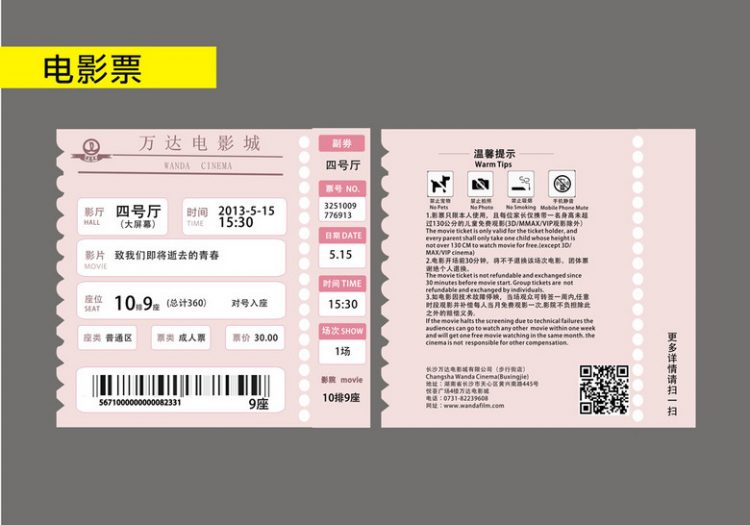 电影票
万达电影城
WANDA CINEMA
影厅 HALL
四号厅
(大屏幕)
时间 TIME
2013-5-15
15:30
影片 MOVIE
致我们即将逝去的青春
座位 SEAT
10排9座 (总计360) 对号入座
座类 普通区
票类 成人票
票价 30.00
5671000000000082331
9座
副券
四号厅
票号 NO.
3251009
776913
日期 DATE
5.15
时间 TIME
15:30
场次 SHOW
1场
影院 movie
10排9座
温馨提示
Warm Tips
禁止宠物 No Pets
禁止拍照 No Photo
禁止吸烟 No Smoking
手机静音 Mobile Phone Mute
1.影票只限本人使用，且每位家长仅携带一名身高未超
过130公分的儿童免费观影(3D/MMAX/VIP观影除外)
The movie ticket is only valid for the ticket holder, and
every parent shall only take one child whose height is
not over 130 CM to watch movie for free.(except 3D/
MAX/VIP cinema)
2.电影开场前30分钟，将不予退换该场次电影，团体票
谢绝个人退换。
The movie ticket is not refundable and exchanged since
30 minutes before movie start. Group tickets are not
refundable and exchanged by individuals.
3.如电影因技术故障停映，当场观众可转签一周内,任意
时段观影并补偿每人当月免费观影一次,影院不负担除此
之外的赔偿义务.
If the movie halts the screening due to technical failures the
audiences can go to watch any other movie within one week
and will get one free movie watching in the same month. the
cinema is not responsible for other compensation.
长沙万达电影城有限公司（步行街店）
Changsha Wanda Cinema(Buxingjie)
地址：湖南省长沙市天心区黄兴南路445号
悦荟广场4楼万达电影城
电话：0731-82239608
网址：www.wandafilm.com
更多详情请扫一扫